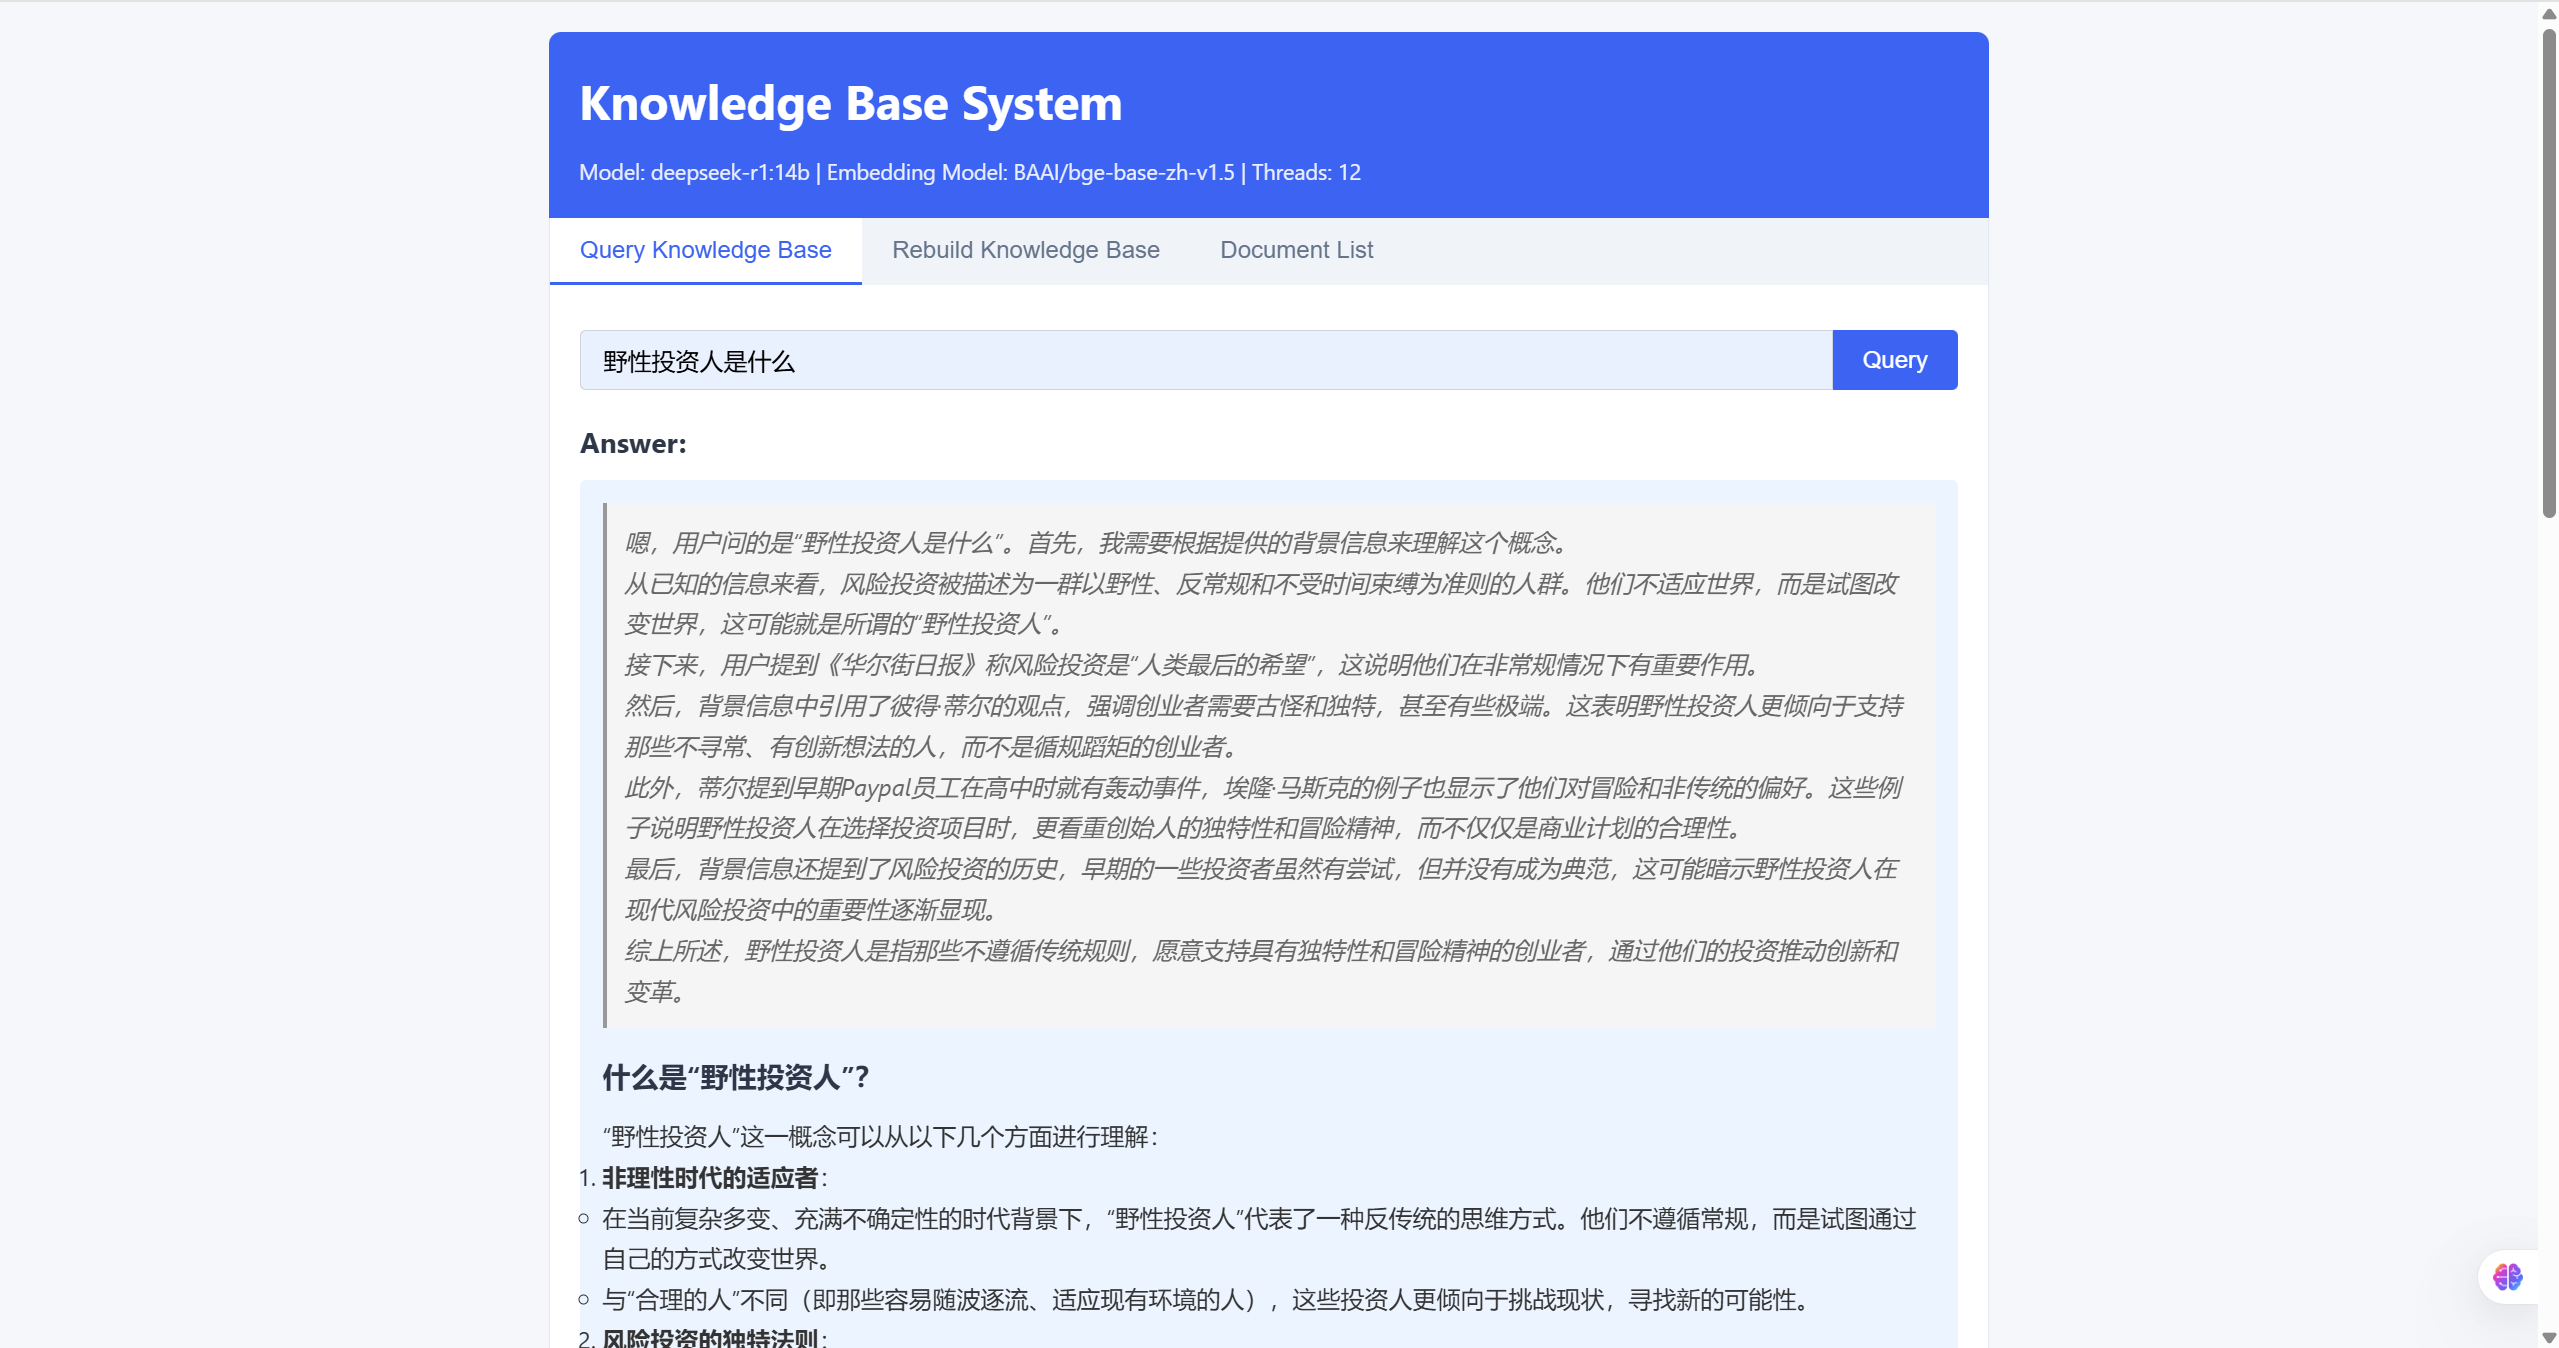 Knowledge Base System
Model: deepseek-r1:14b | Embedding Model: BAAI/bge-base-zh-v1.5 | Threads: 12
Query Knowledge Base
Rebuild Knowledge Base
Document List
野性投资人是什么
Query
Answer:
嗯，用户问的是“野性投资人是什么”。首先，我需要根据提供的背景信息来理解这个概念。
从已知的信息来看，风险投资被描述为一群以野性、反常规和不受时间束缚为准则的人群。他们不适应世界，而是试图改
变世界，这可能就是所谓的“野性投资人”。
接下来，用户提到《华尔街日报》称风险投资是“人类最后的希望”，这说明他们在非常规情况下有重要作用。
然后，背景信息中引用了彼得·蒂尔的观点，强调创业者需要古怪和独特，甚至有些极端。这表明野性投资人更倾向于支持
那些不寻常、有创新想法的人，而不是循规蹈矩的创业者。
此外，蒂尔提到早期Paypal员工在高中时就有轰动事件，埃隆·马斯克的例子也显示了他们对冒险和非传统的偏好。这些例
子说明野性投资人在选择投资项目时，更看重创始人的独特性和冒险精神，而不仅仅是商业计划的合理性。
最后，背景信息还提到了风险投资的历史，早期的一些投资者虽然有尝试，但并没有成为典范，这可能暗示野性投资人在
现代风险投资中的重要性逐渐显现。
综上所述，野性投资人是指那些不遵循传统规则，愿意支持具有独特性和冒险精神的创业者，通过他们的投资推动创新和
变革。
什么是“野性投资人”？
“野性投资人”这一概念可以从以下几个方面进行理解：
1. 非理性时代的适应者：
在当前复杂多变、充满不确定性的时代背景下，“野性投资人”代表了一种反传统的思维方式。他们不遵循常规，而是试图通过
自己的方式改变世界。
与“合理的人”不同（即那些容易随波逐流、适应现有环境的人），这些投资人更倾向于挑战现状，寻找新的可能性。
2. 风险投资的独特法则：